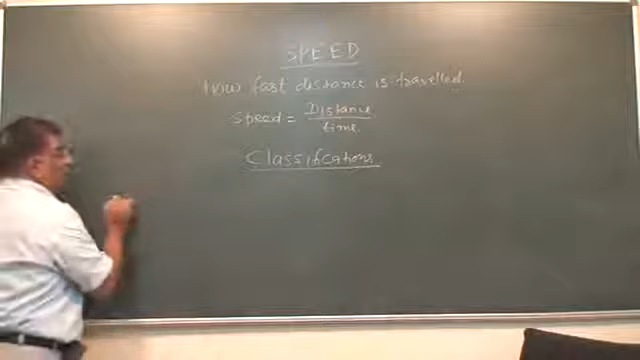 SPEED
How fast distance is travelled.
Speed = Distance / time.
Classifications